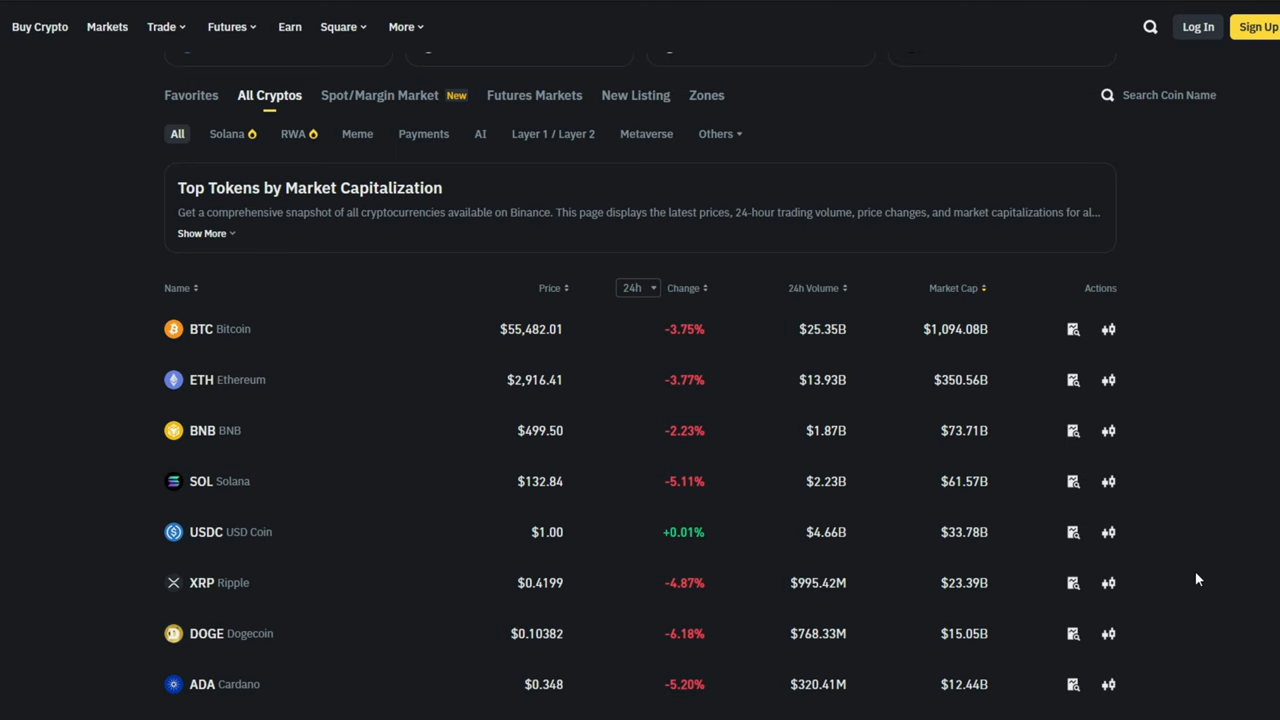 Buy Crypto Markets Trade Futures Earn Square More Log In Sign Up
Favorites All Cryptos Spot/Margin Market New Futures Markets New Listing Zones Search Coin Name
All Solana RWA Meme Payments AI Layer 1 / Layer 2 Metaverse Others
Top Tokens by Market Capitalization
Get a comprehensive snapshot of all cryptocurrencies available on Binance. This page displays the latest prices, 24-hour trading volume, price changes, and market capitalizations for al...
Show More
Name Price 24h Change 24h Volume Market Cap Actions
BTC Bitcoin $55,482.01 -3.75% $25.35B $1,094.08B
ETH Ethereum $2,916.41 -3.77% $13.93B $350.56B
BNB BNB $499.50 -2.23% $1.87B $73.71B
SOL Solana $132.84 -5.11% $2.23B $61.57B
USDC USD Coin $1.00 +0.01% $4.66B $33.78B
XRP Ripple $0.4199 -4.87% $995.42M $23.39B
DOGE Dogecoin $0.10382 -6.18% $768.33M $15.05B
ADA Cardano $0.348 -5.20% $320.41M $12.44B